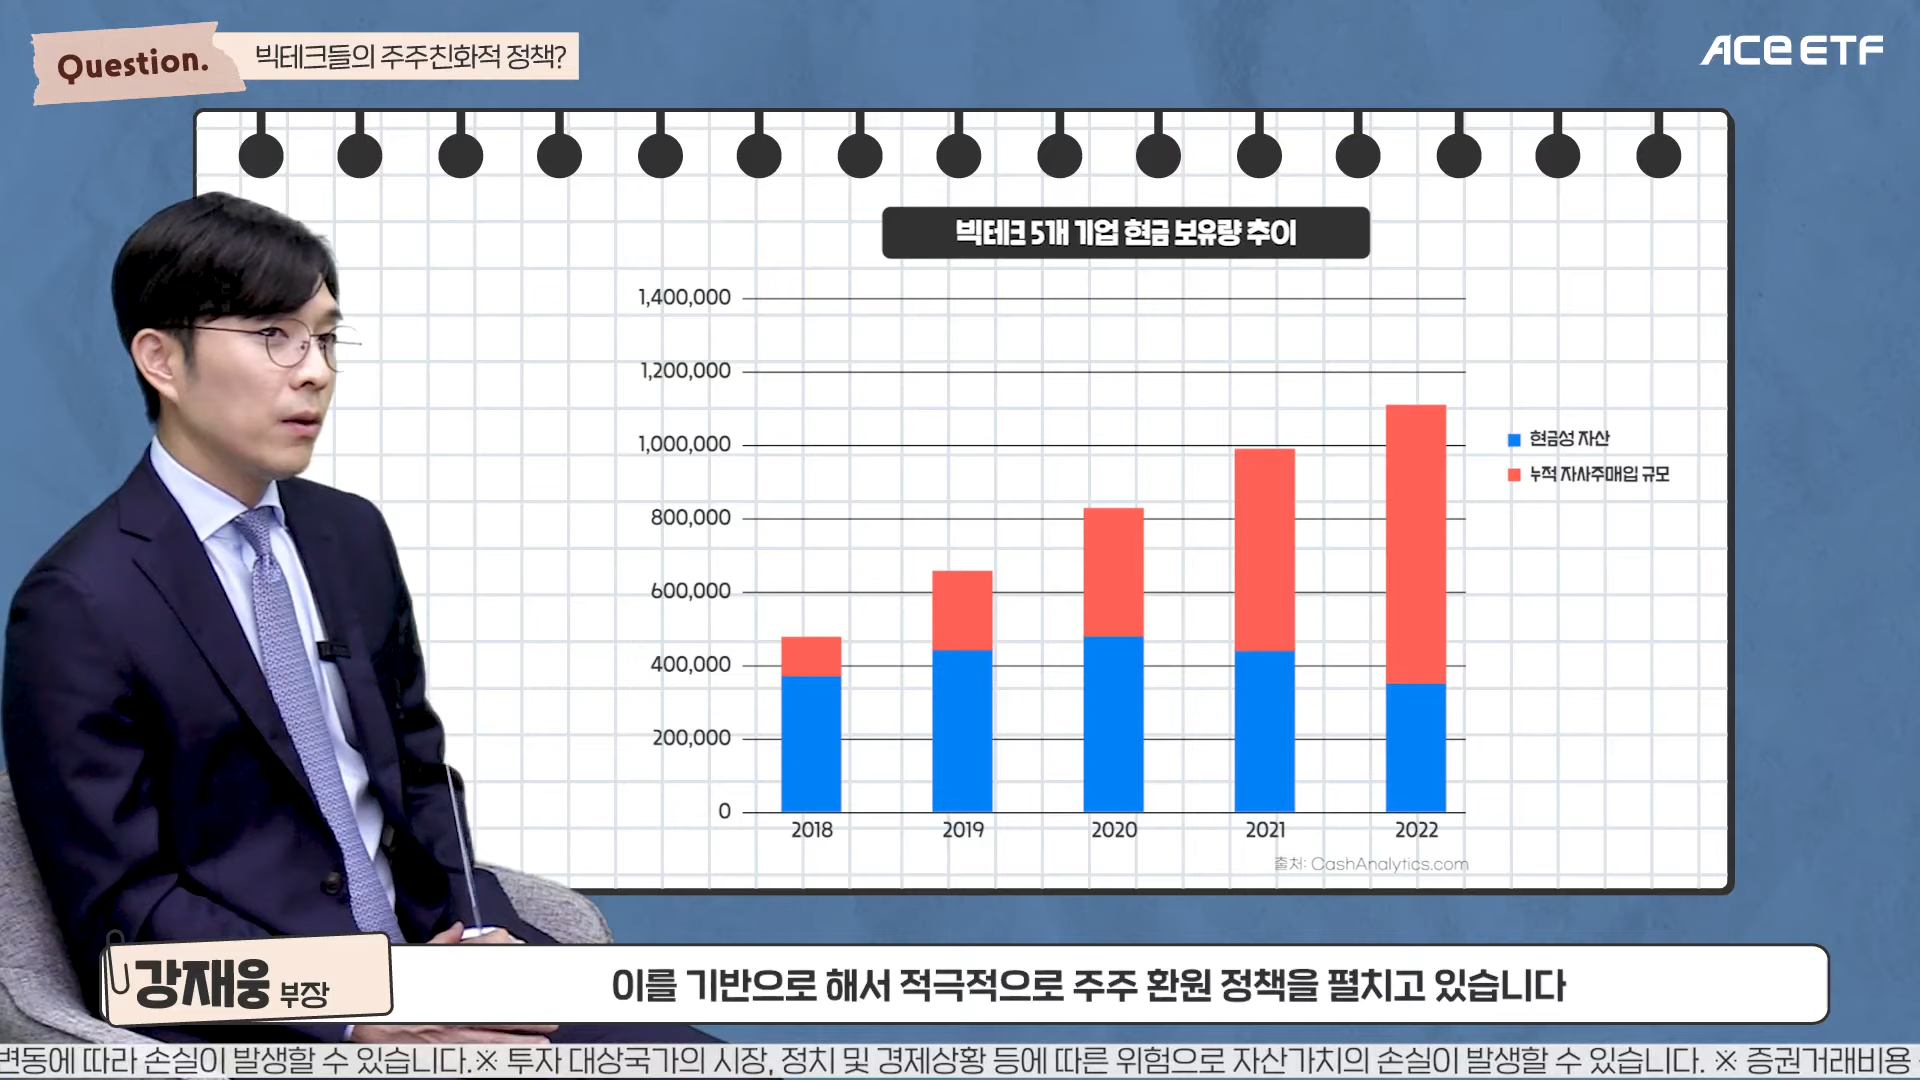 Question.
빅테크들의 주주친화적 정책?
ACE ETF
빅테크 5개 기업 현금 보유량 추이
1,400,000
1,200,000
1,000,000
800,000
600,000
400,000
200,000
0
2018 2019 2020 2021 2022
현금성 자산
누적 자사주매입 규모
출처: CashAnalytics.com
강재웅 부장
이를 기반으로 해서 적극적으로 주주 환원 정책을 펼치고 있습니다
변동에 따라 손실이 발생할 수 있습니다.※ 투자 대상국가의 시장, 정치 및 경제상황 등에 따른 위험으로 자산가치의 손실이 발생할 수 있습니다. ※ 증권거래비용